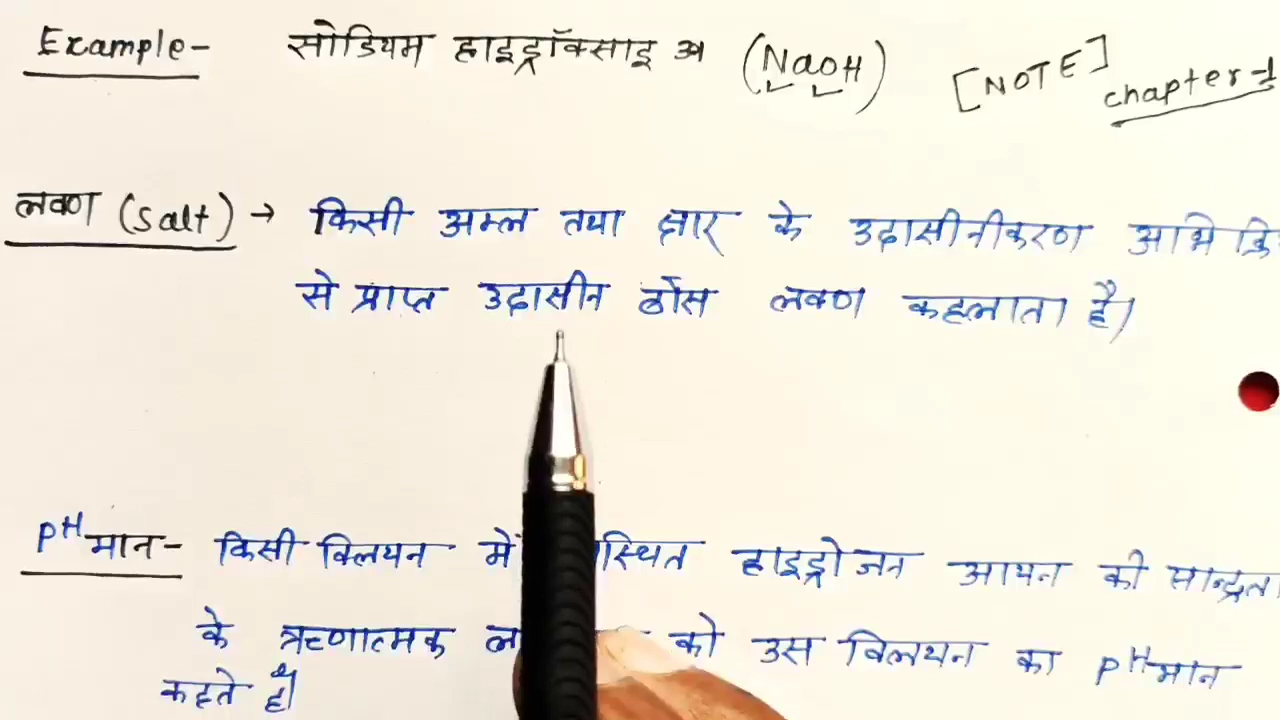 Example- सोडियम हाइड्रॉक्साइड (NaOH) [NOTE] chapter-1
लवण (salt) → किसी अम्ल तथा क्षार के उदासीनीकरण
से प्राप्त उदासीन ठोस लवण कहलाता है।
PH मान- किसी विलयन में हाइड्रोजन आयन की सान्द्रता
के ऋणात्मक को उस विलयन का PH मान
कहते हैं।